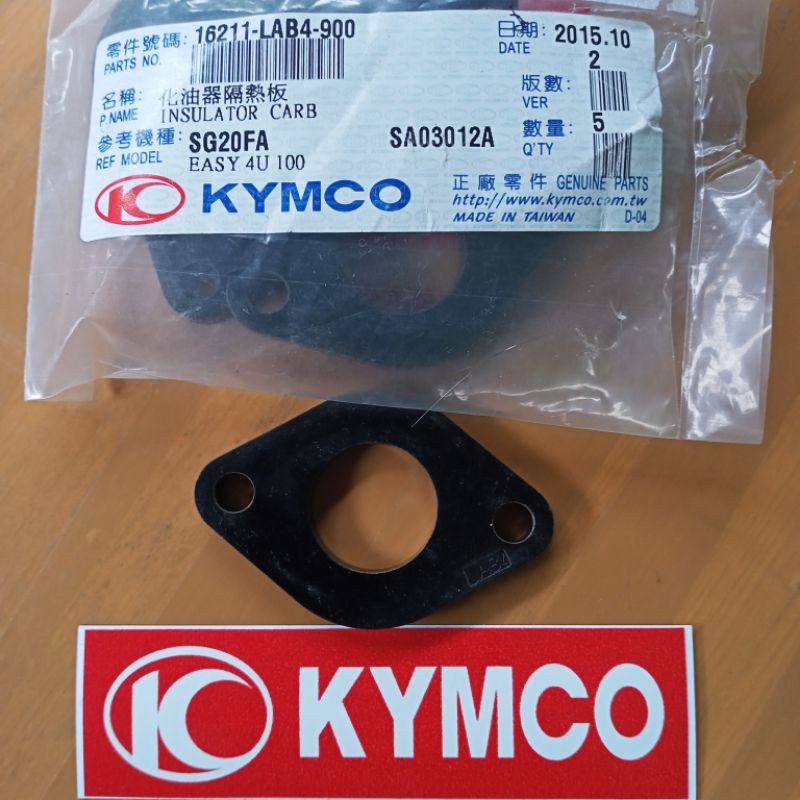 零件號碼: 16211-LAB4-900
PARTS NO.
日期: 2015.10
DATE
名稱: 化油器隔熱板
P.NAME INSULATOR CARB
版數: 2
VER
參考機種: SG20FA SA03012A
REF MODEL EASY 4U 100
數量: 5
Q'TY
KYMCO
正廠零件 GENUINE PARTS
http://www.kymco.com.tw
MADE IN TAIWAN D-04
LAB4
KYMCO